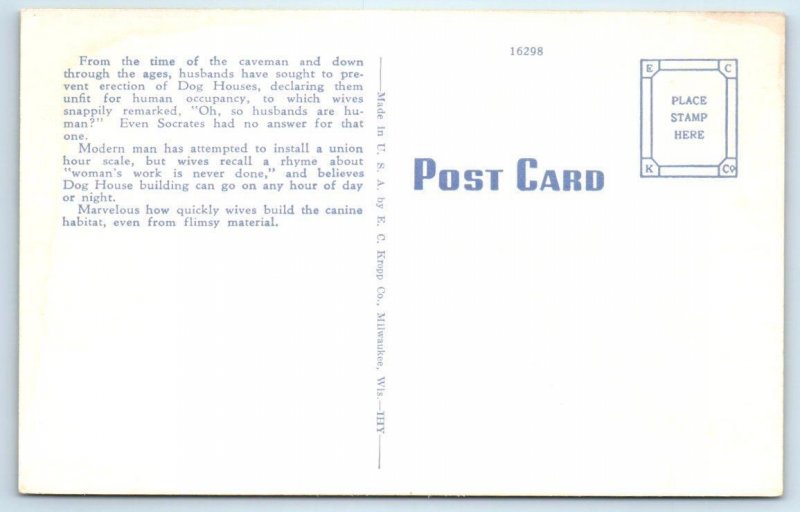 From the time of the caveman and down
through the ages, husbands have sought to pre-
vent erection of Dog Houses, declaring them
unfit for human occupancy, to which wives
snappily remarked, "Oh, so husbands are hu-
man?" Even Socrates had no answer for that
one.
Modern man has attempted to install a union
hour scale, but wives recall a rhyme about
"woman's work is never done," and believes
Dog House building can go on any hour of day
or night.
Marvelous how quickly wives build the canine
habitat, even from flimsy material.
Made in U. S. A. by E. C. Kropp Co., Milwaukee, Wis.—IHY
16298
POST CARD
E C
PLACE
STAMP
HERE
K Co